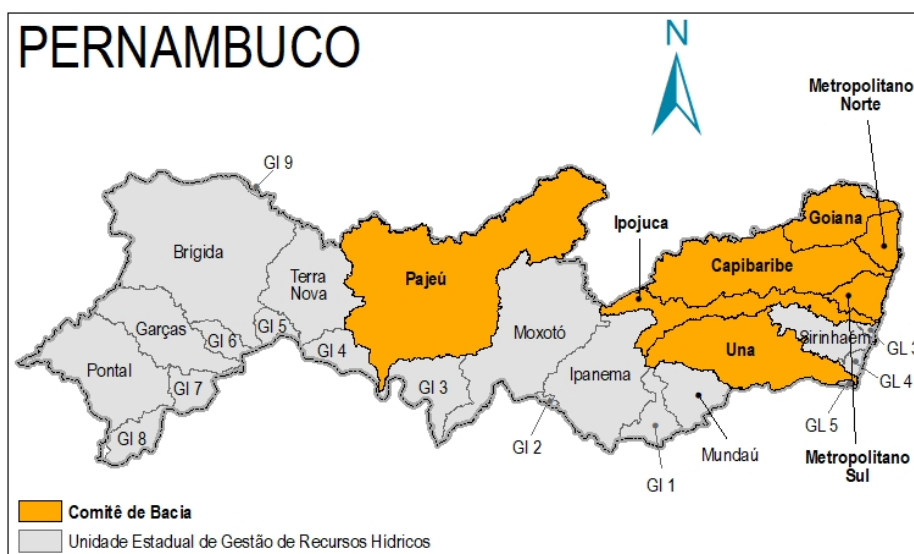 PERNAMBUCO
N
Metropolitano
Norte
GI 9
Goiana
Ipojuca
Brigida
Capibaribe
Terra
Nova
Pajeú
Garças
GI 5
GI 6
Moxotó
Sirinhaém
GL 3
GI 4
Una
Pontal
GL 4
Ipanema
GI 7
GI 3
GL 5
GI 8
GI 2
Mundaú
Metropolitano
Sul
GI 1
Comitê de Bacia
Unidade Estadual de Gestão de Recursos Hídricos